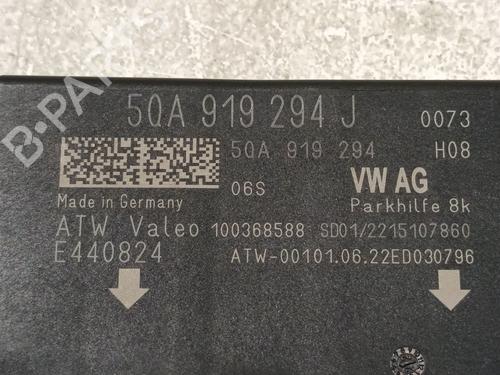 B-PARTS
5QA 919 294 J 0073
5QA 919 294 H08
06S VW AG
Made in Germany Parkhilfe 8k
ATW Valeo 100368588 SD01/2215107860
E440824 ATW-00101.06.22ED030796